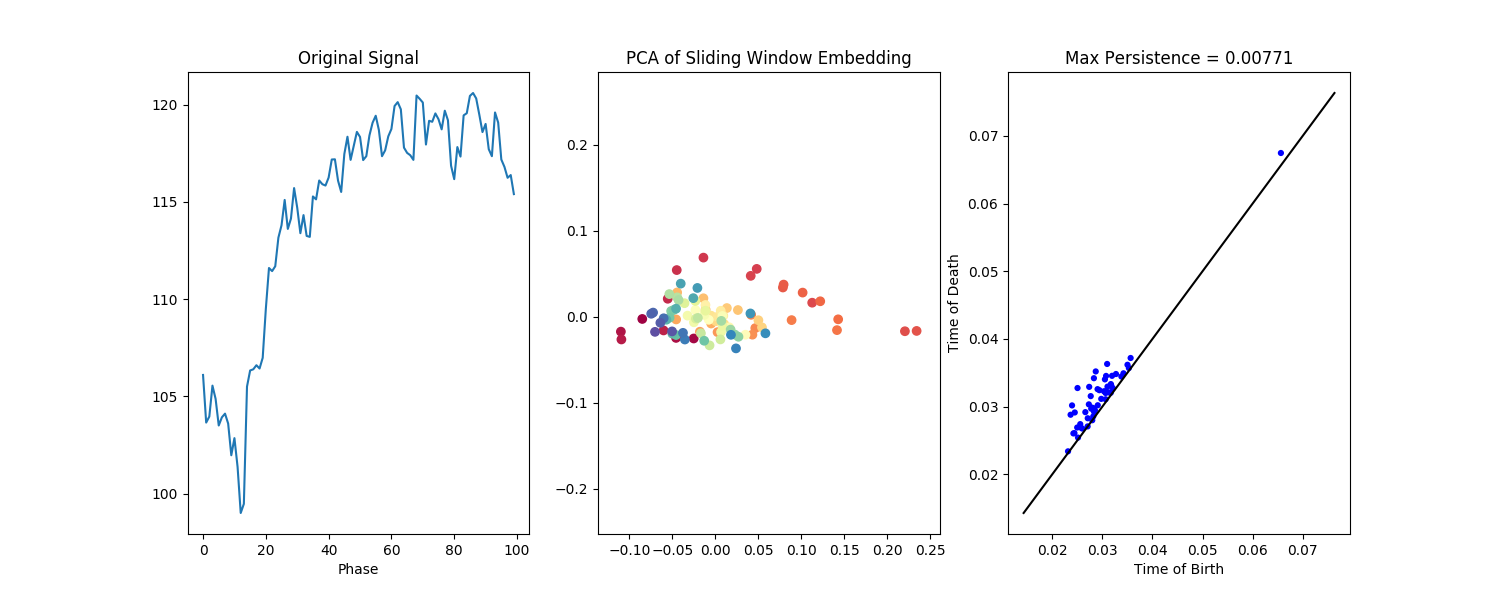 Original Signal
120
115
110
105
100
0 20 40 60 80 100
Phase
PCA of Sliding Window Embedding
0.2
0.1
0.0
−0.1
−0.2
−0.10 −0.05 0.00 0.05 0.10 0.15 0.20 0.25
Max Persistence = 0.00771
Time of Death
0.07
0.06
0.05
0.04
0.03
0.02
0.02 0.03 0.04 0.05 0.06 0.07
Time of Birth